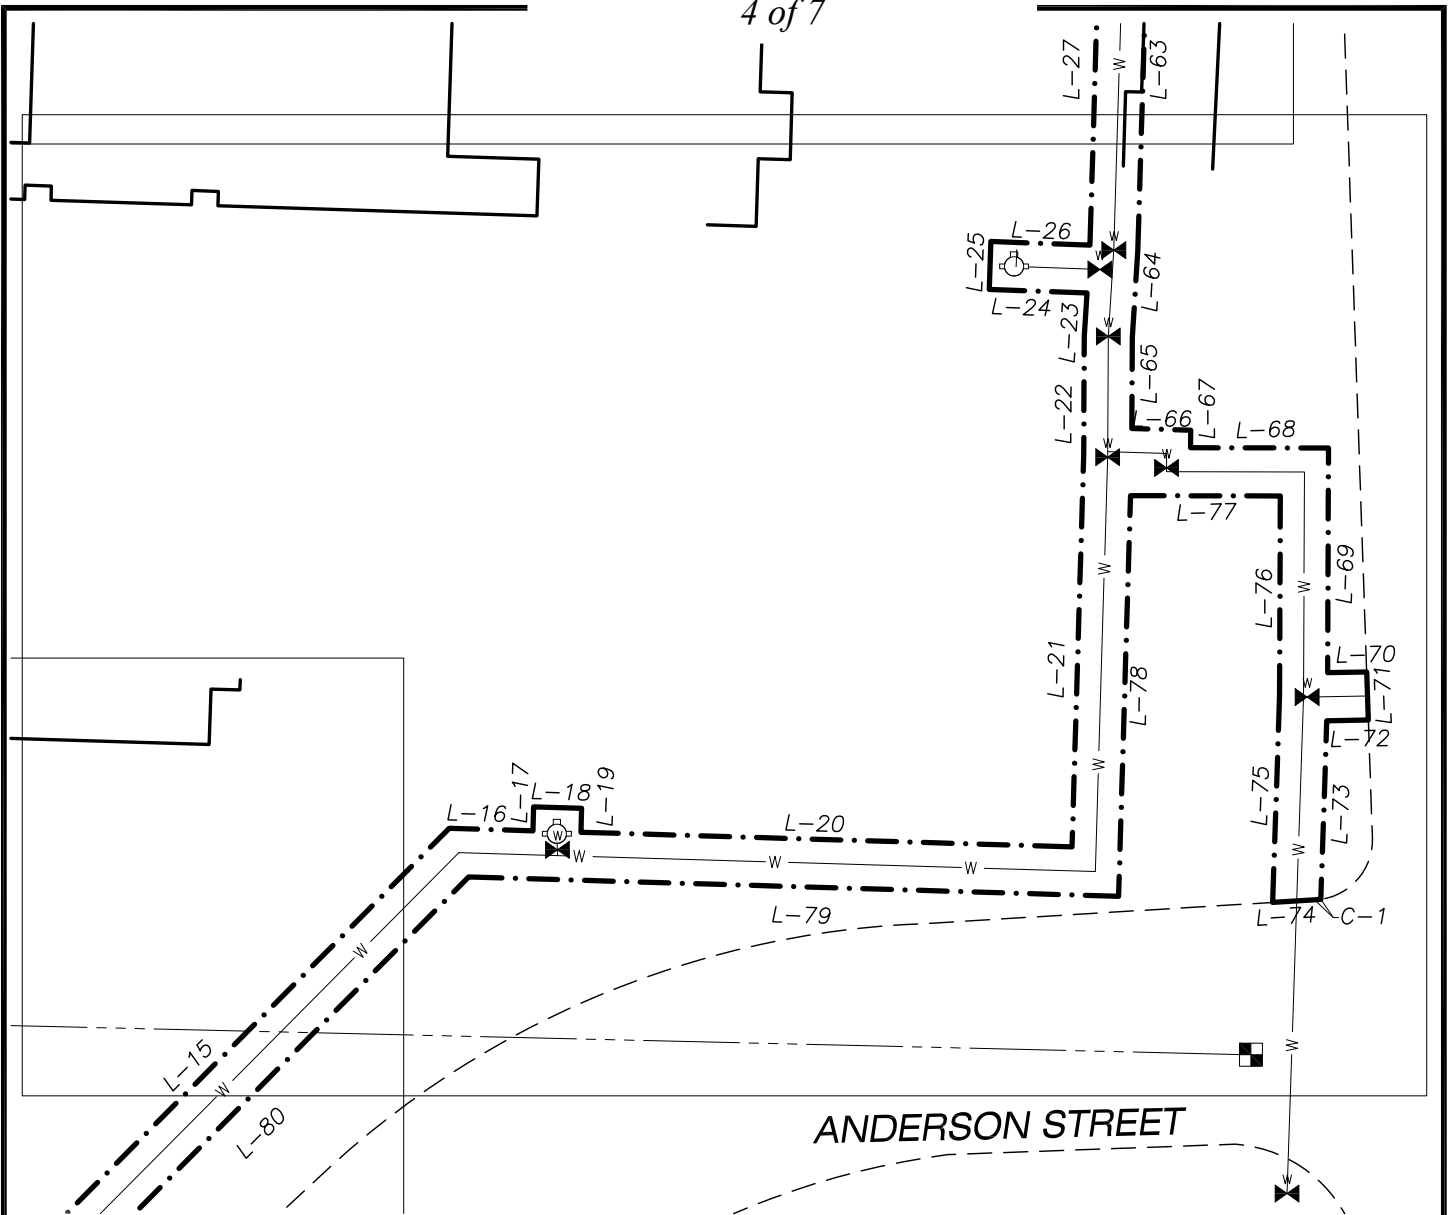 4 of 7
L-27
W
L-63
L-26
W
W
L-25
L-64
L-24
L-23
W
L-65
L-22
L-67
L-66
L-68
W
W
L-77
W
L-76
W
L-69
L-21
L-78
L-70
W
L-71
L-72
L-17
L-18
L-19
W
L-75
L-73
L-16
L-20
W
W
W
W
W
L-79
L-74
C-1
W
L-15
W
L-80
W
ANDERSON STREET
W